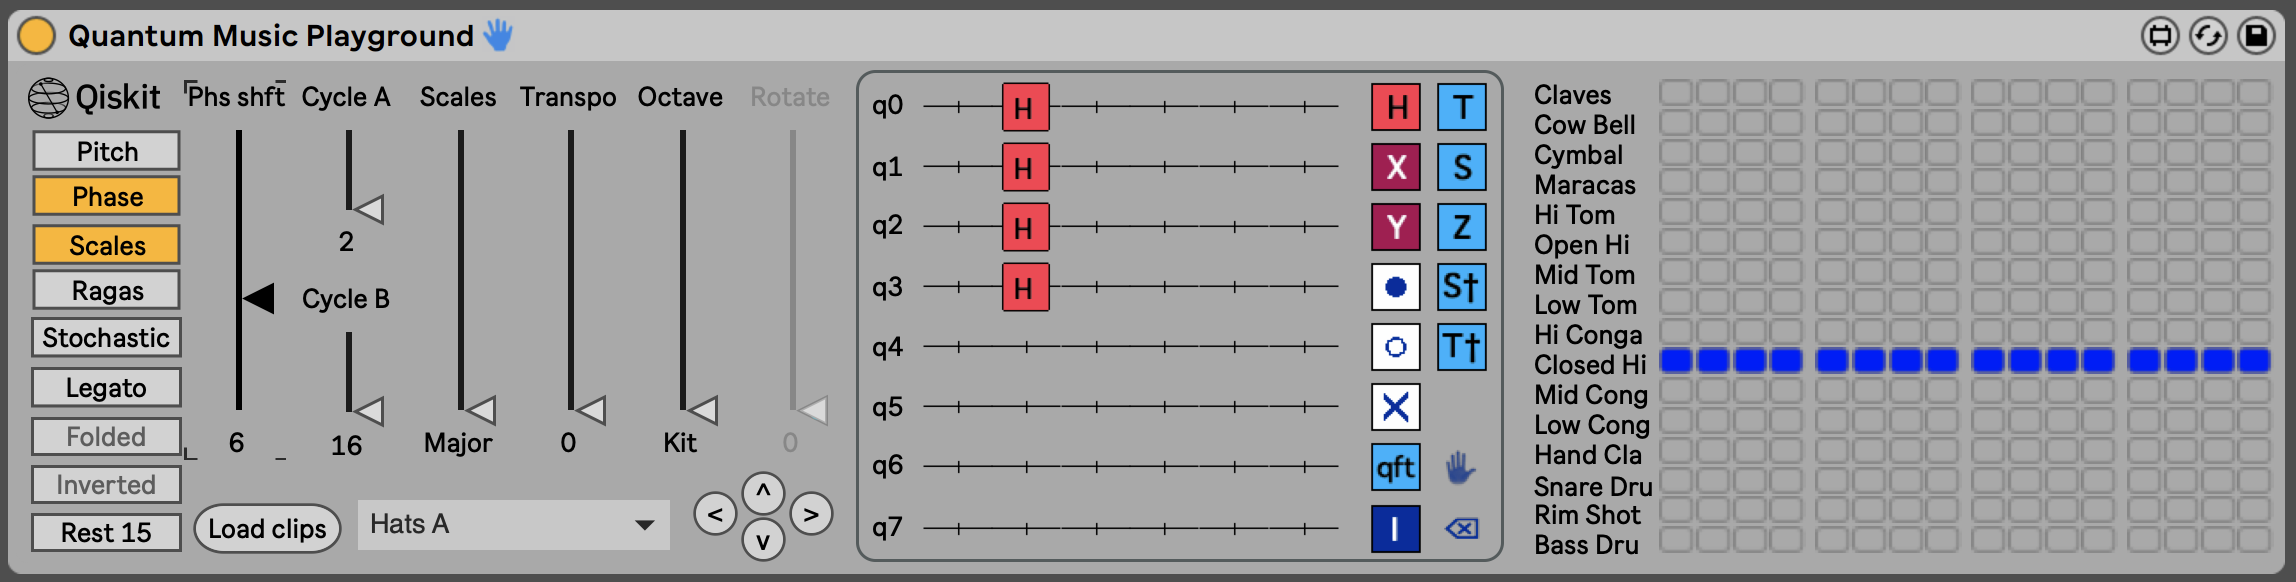 Quantum Music Playground
Qiskit
Phs shft
Cycle A
Scales
Transpo
Octave
Rotate
Pitch
Phase
Scales
Ragas
Stochastic
Legato
Folded
Inverted
Rest 15
2
Cycle B
6
16
Major
0
Kit
0
Load clips
Hats A
<
^
v
>
q0 H
q1 H
q2 H
q3 H
q4
q5
q6
q7
H T
X S
Y Z
S†
T†
qft
I
Claves
Cow Bell
Cymbal
Maracas
Hi Tom
Open Hi
Mid Tom
Low Tom
Hi Conga
Closed Hi
Mid Cong
Low Cong
Hand Cla
Snare Dru
Rim Shot
Bass Dru